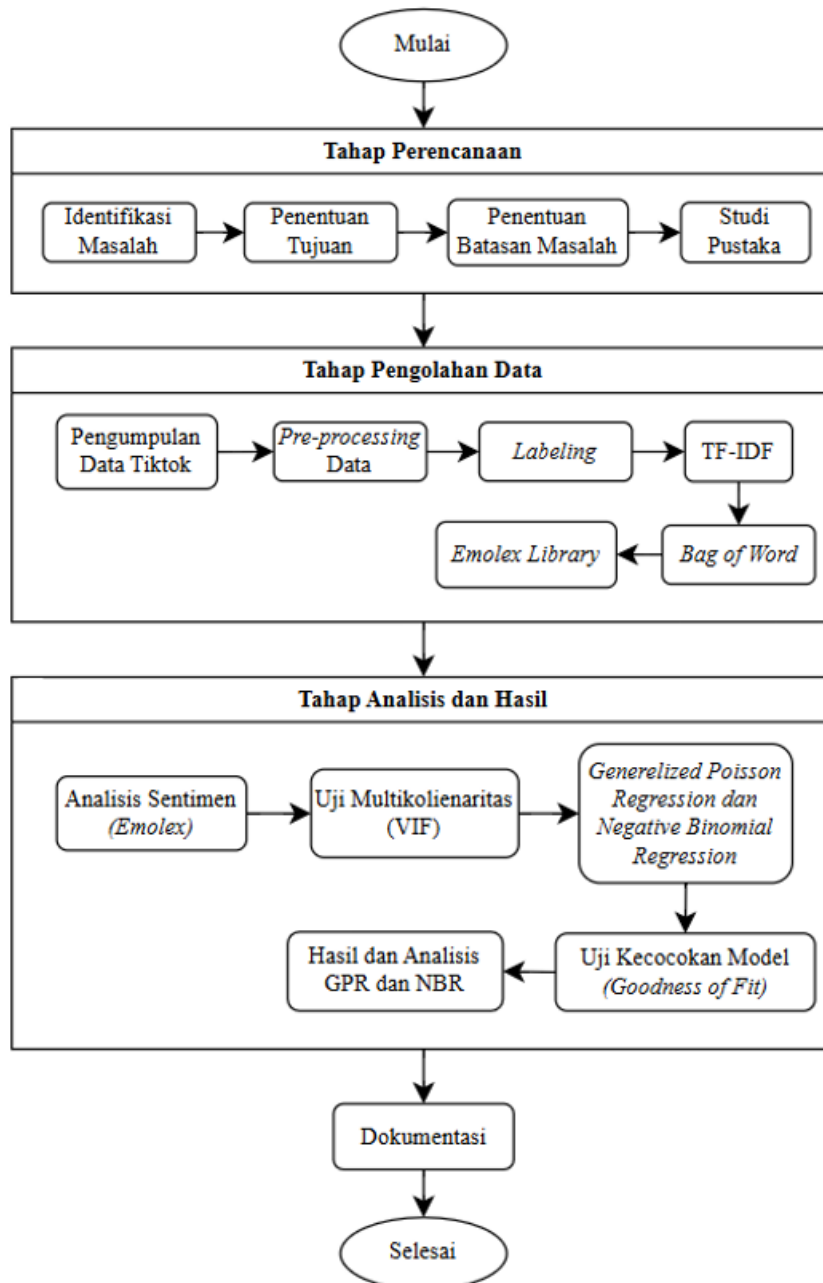 Mulai
Tahap Perencanaan
Identifikasi
Masalah
Penentuan
Tujuan
Penentuan
Batasan Masalah
Studi
Pustaka
Tahap Pengolahan Data
Pengumpulan
Data Tiktok
Pre-processing
Data
Labeling
TF-IDF
Bag of Word
Emolex Library
Tahap Analisis dan Hasil
Analisis Sentimen
(Emolex)
Uji Multikolienaritas
(VIF)
Generelized Poisson
Regression dan
Negative Binomial
Regression
Uji Kecocokan Model
(Goodness of Fit)
Hasil dan Analisis
GPR dan NBR
Dokumentasi
Selesai